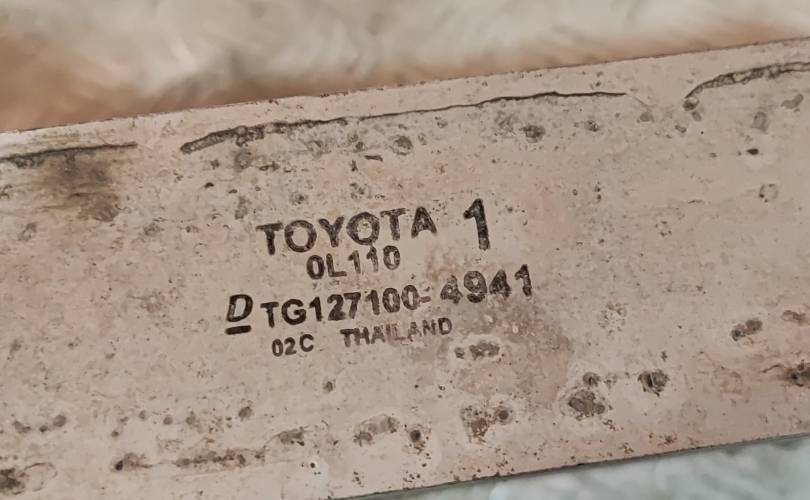 TOYOTA 1
0L110
D TG127100-4941
02C THAILAND